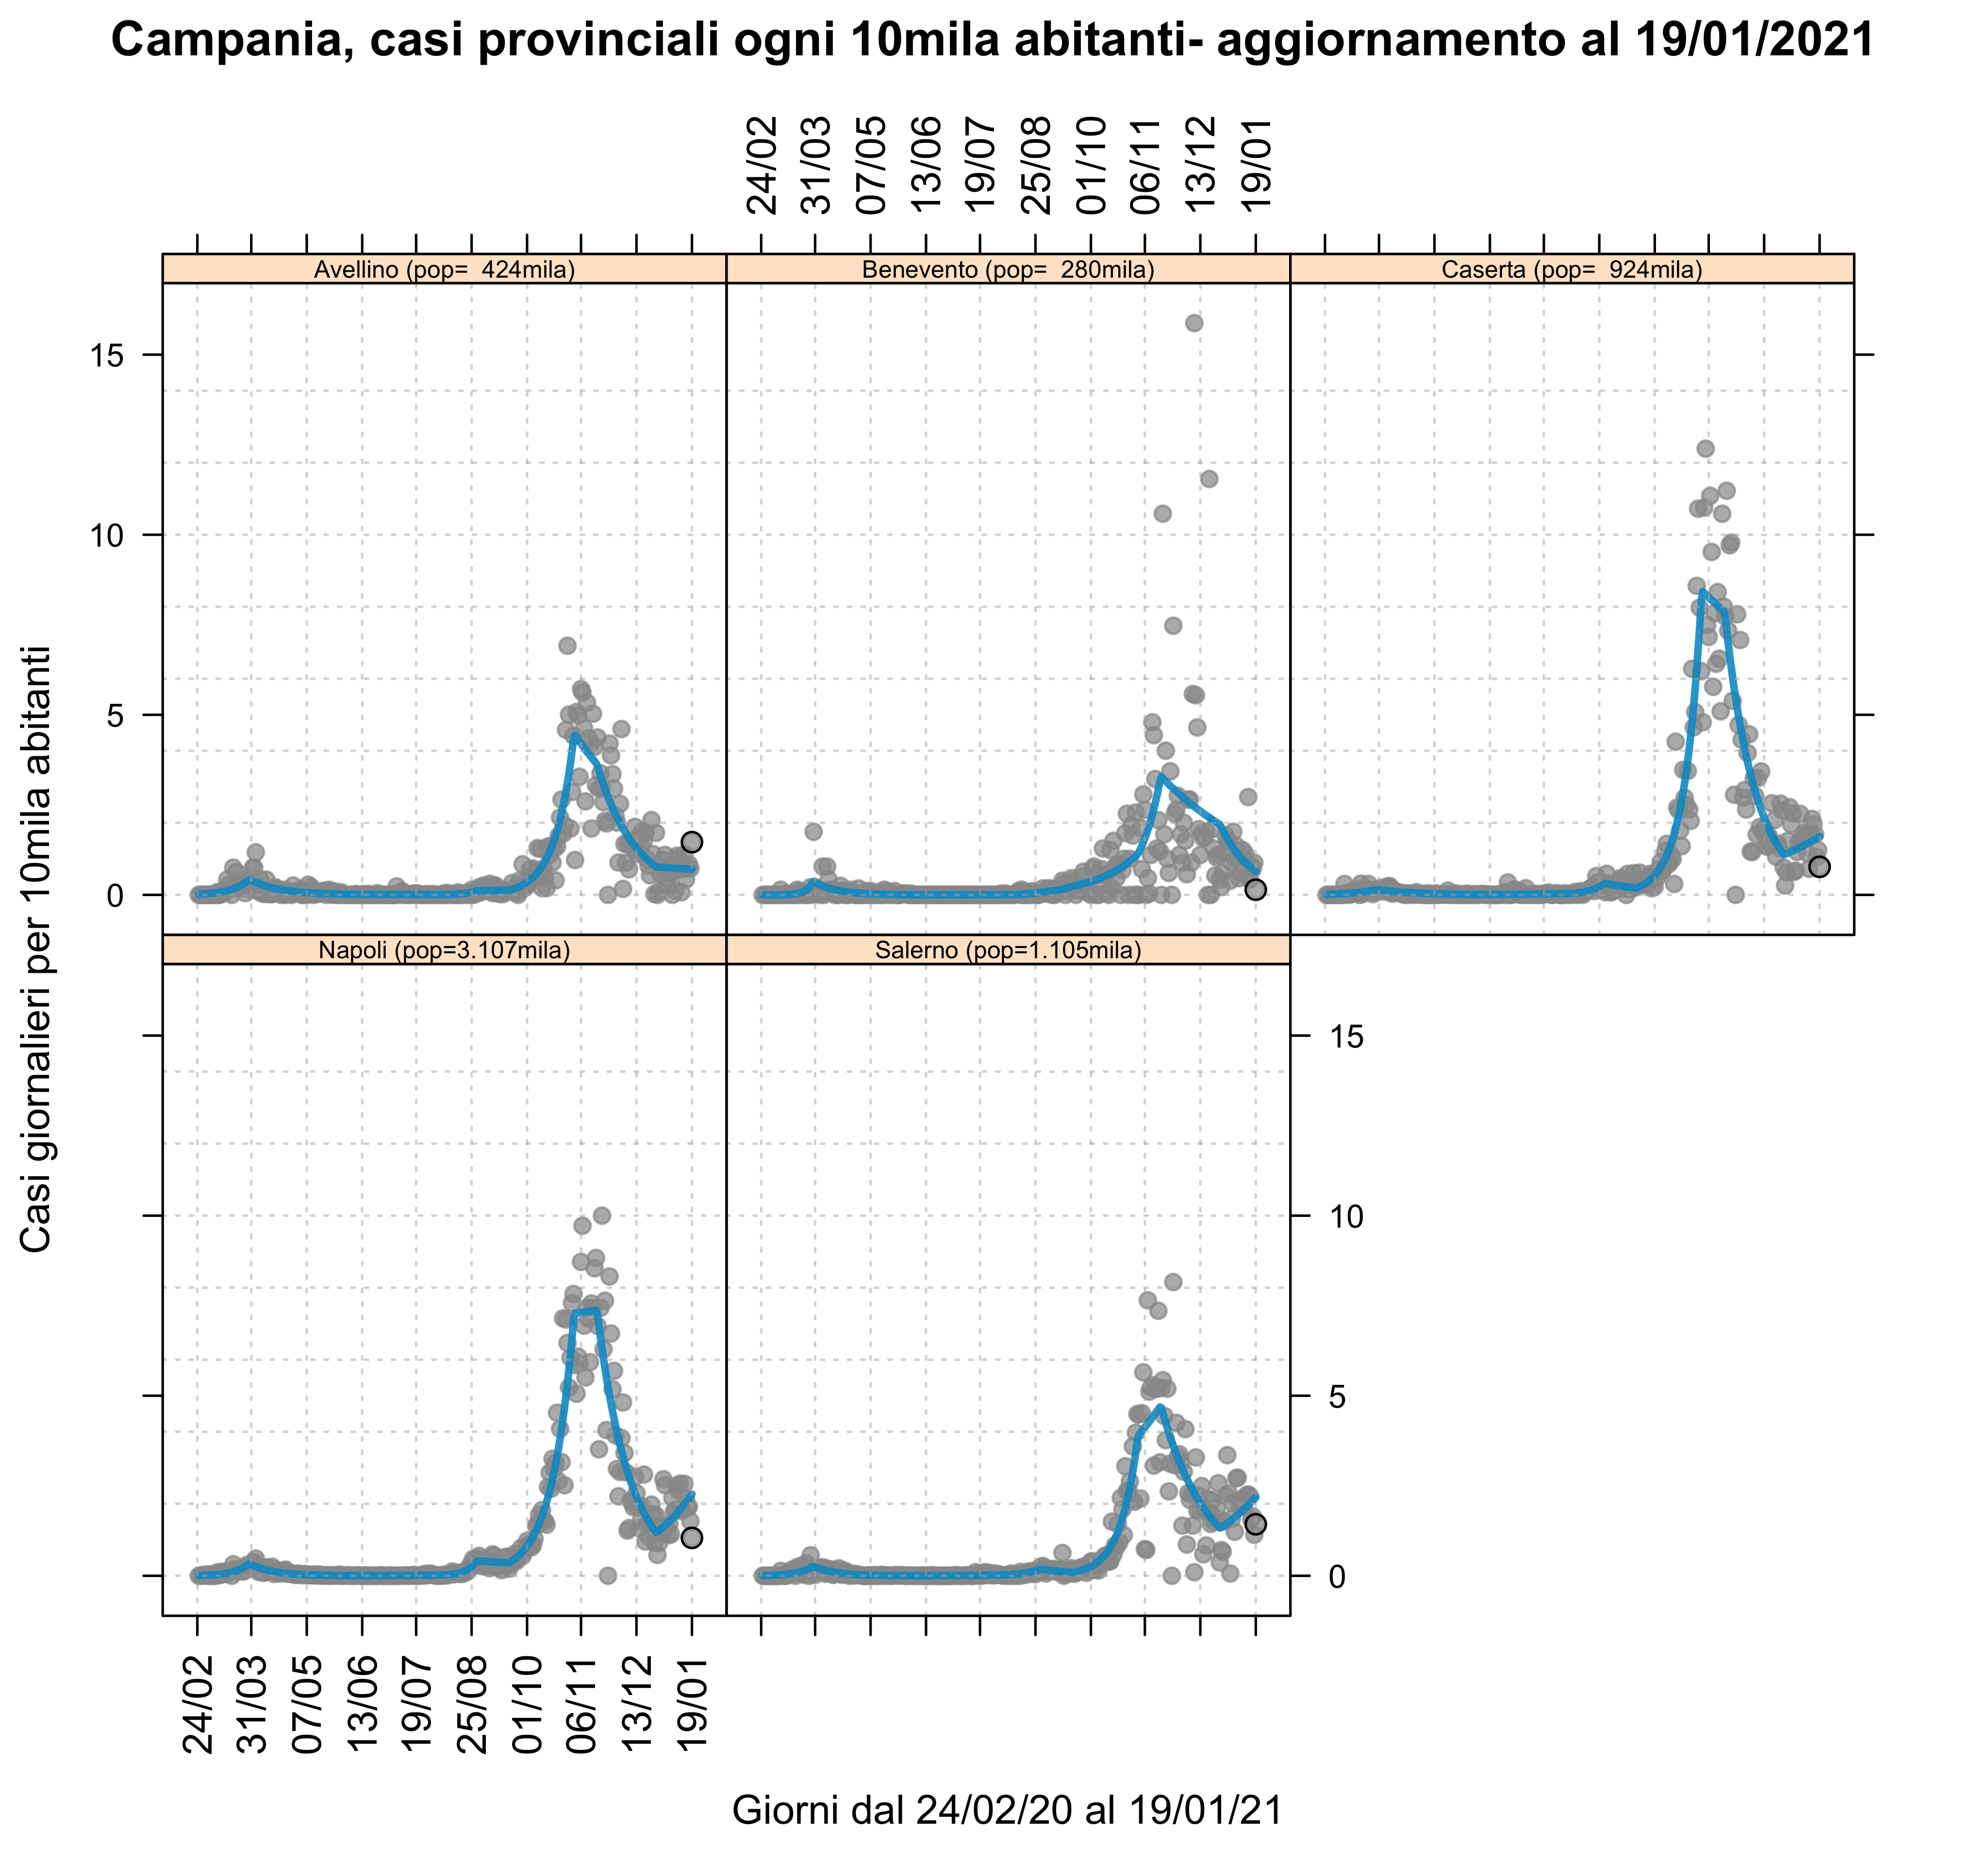 Campania, casi provinciali ogni 10mila abitanti- aggiornamento al 19/01/2021
24/02 31/03 07/05 13/06 19/07 25/08 01/10 06/11 13/12 19/01
Avellino (pop=  424mila)
Benevento (pop=  280mila)
Caserta (pop=  924mila)
15
10
5
0
Casi giornalieri per 10mila abitanti
Napoli (pop=3.107mila)
Salerno (pop=1.105mila)
15
10
5
0
24/02 31/03 07/05 13/06 19/07 25/08 01/10 06/11 13/12 19/01
Giorni dal 24/02/20 al 19/01/21